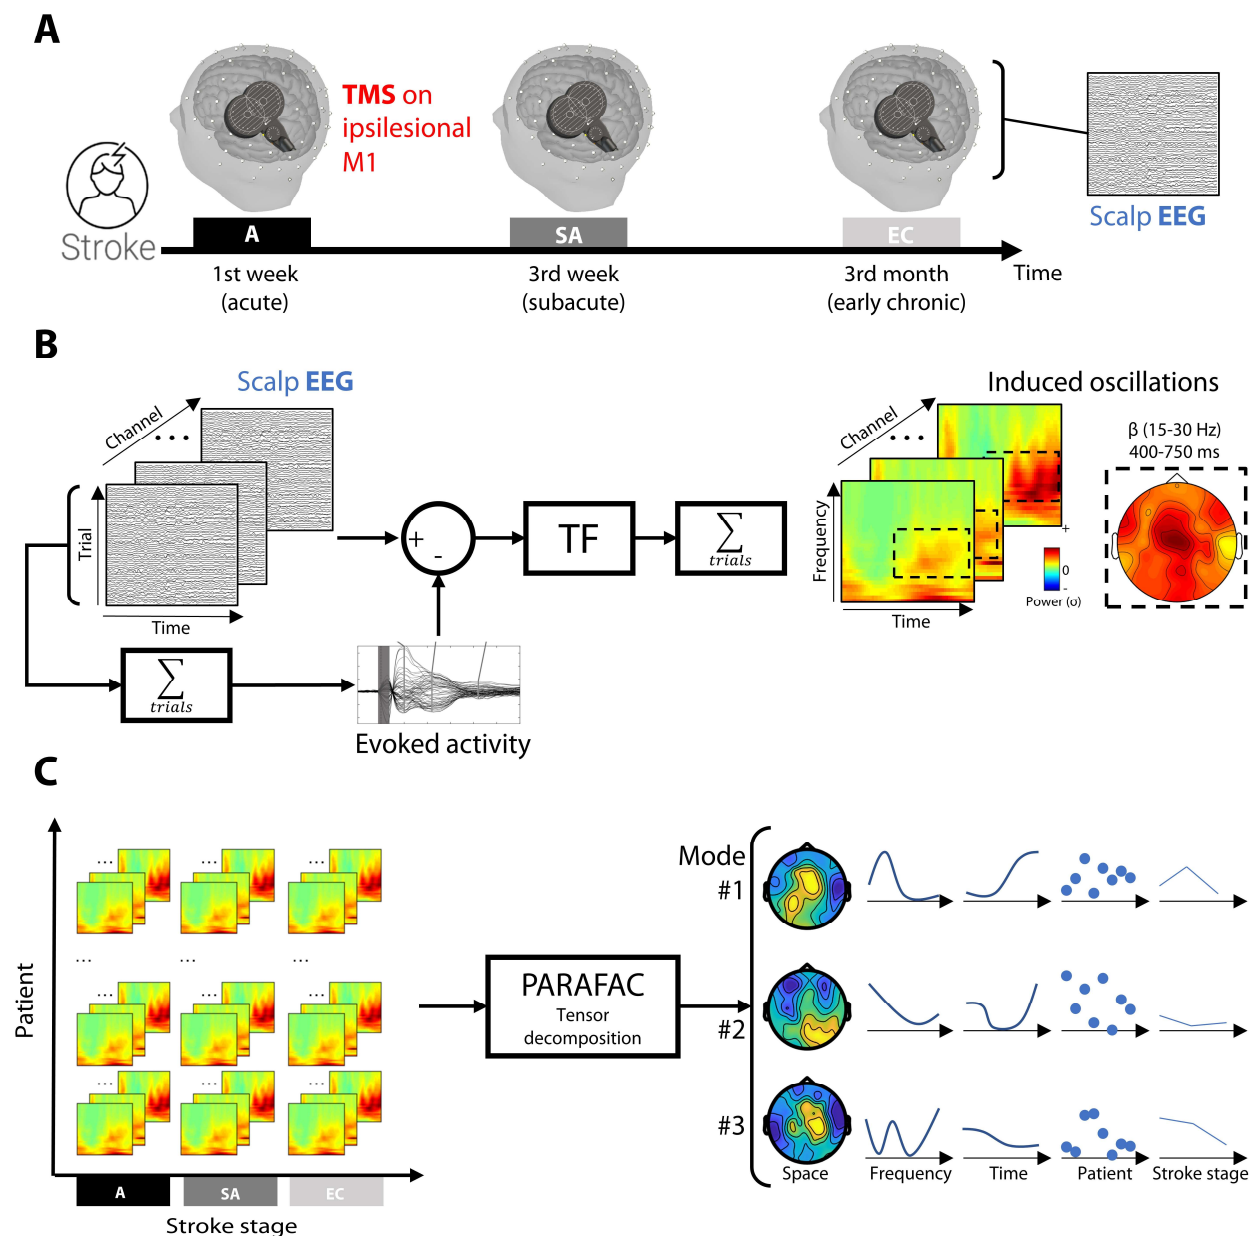 A
TMS on
ipsilesional
M1
Stroke
A
SA
EC
Scalp EEG
1st week
(acute)
3rd week
(subacute)
3rd month
(early chronic)
Time
B
Scalp EEG
Channel
...
Trial
Time
+
-
TF
∑
trials
∑
trials
Evoked activity
Induced oscillations
Channel
...
Frequency
Time
+
0
-
Power (σ)
β (15-30 Hz)
400-750 ms
C
Patient
... ... ...
... ... ...
... ... ...
... ... ...
A
SA
EC
Stroke stage
PARAFAC
Tensor
decomposition
Mode
#1
#2
#3
Space
Frequency
Time
Patient
Stroke stage